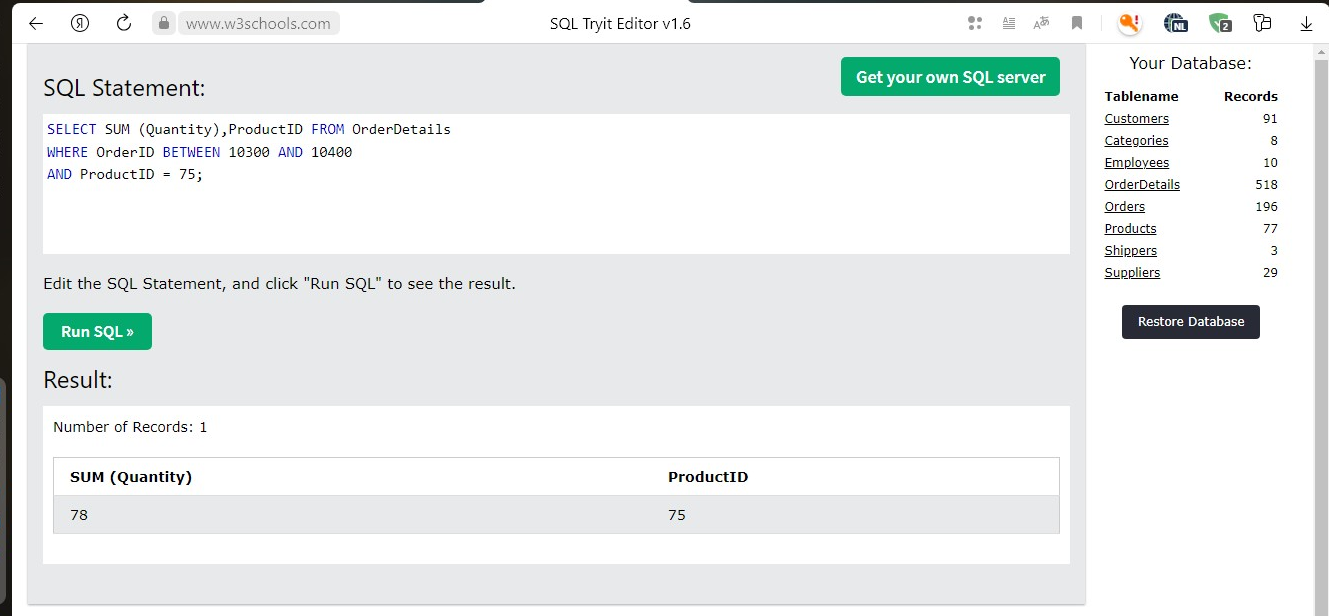 Я
www.w3schools.com
SQL Tryit Editor v1.6
NL
2
SQL Statement:
Get your own SQL server
SELECT SUM (Quantity),ProductID FROM OrderDetails
WHERE OrderID BETWEEN 10300 AND 10400
AND ProductID = 75;
Edit the SQL Statement, and click "Run SQL" to see the result.
Run SQL »
Result:
Number of Records: 1
SUM (Quantity) ProductID
78 75
Your Database:
Tablename Records
Customers 91
Categories 8
Employees 10
OrderDetails 518
Orders 196
Products 77
Shippers 3
Suppliers 29
Restore Database